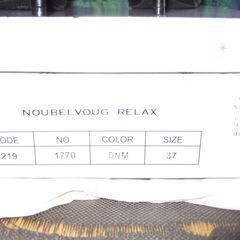 NOUBELVOUG RELAX
ODE NO COLOR SIZE
219 1770 DNM 37